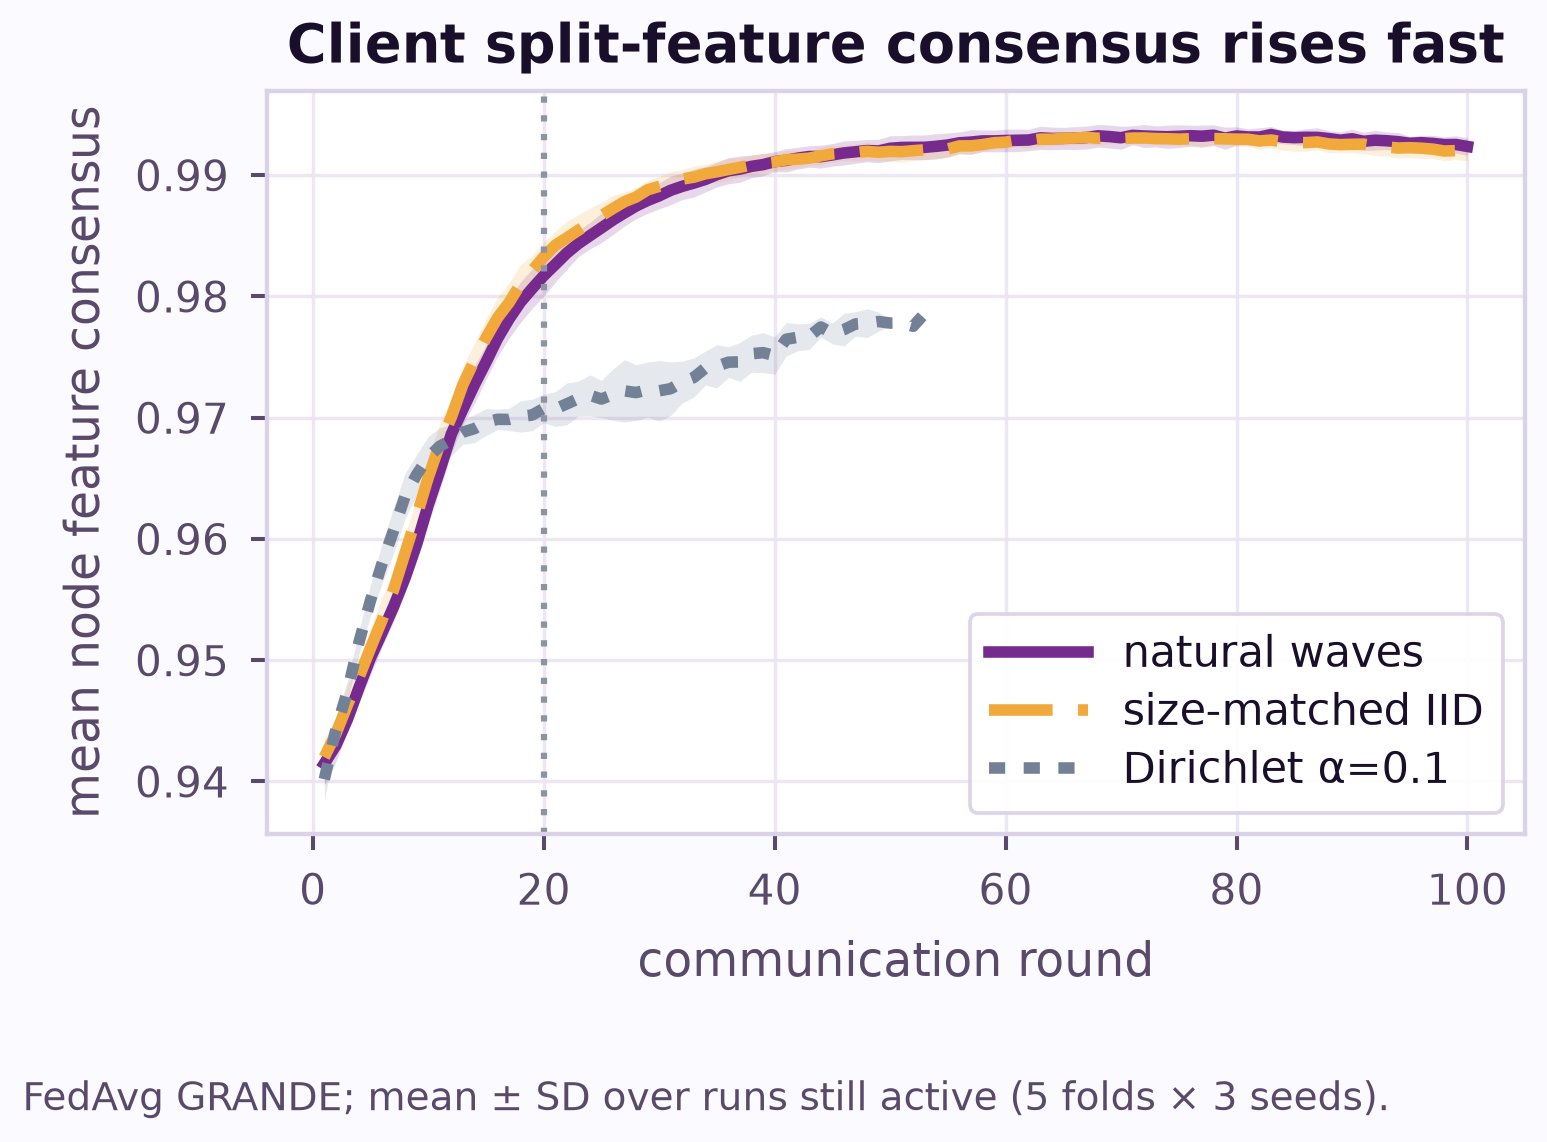 Client split-feature consensus rises fast
mean node feature consensus
0.99
0.98
0.97
0.96
0.95
0.94
natural waves
size-matched IID
Dirichlet α=0.1
0 20 40 60 80 100
communication round
FedAvg GRANDE; mean ± SD over runs still active (5 folds × 3 seeds).